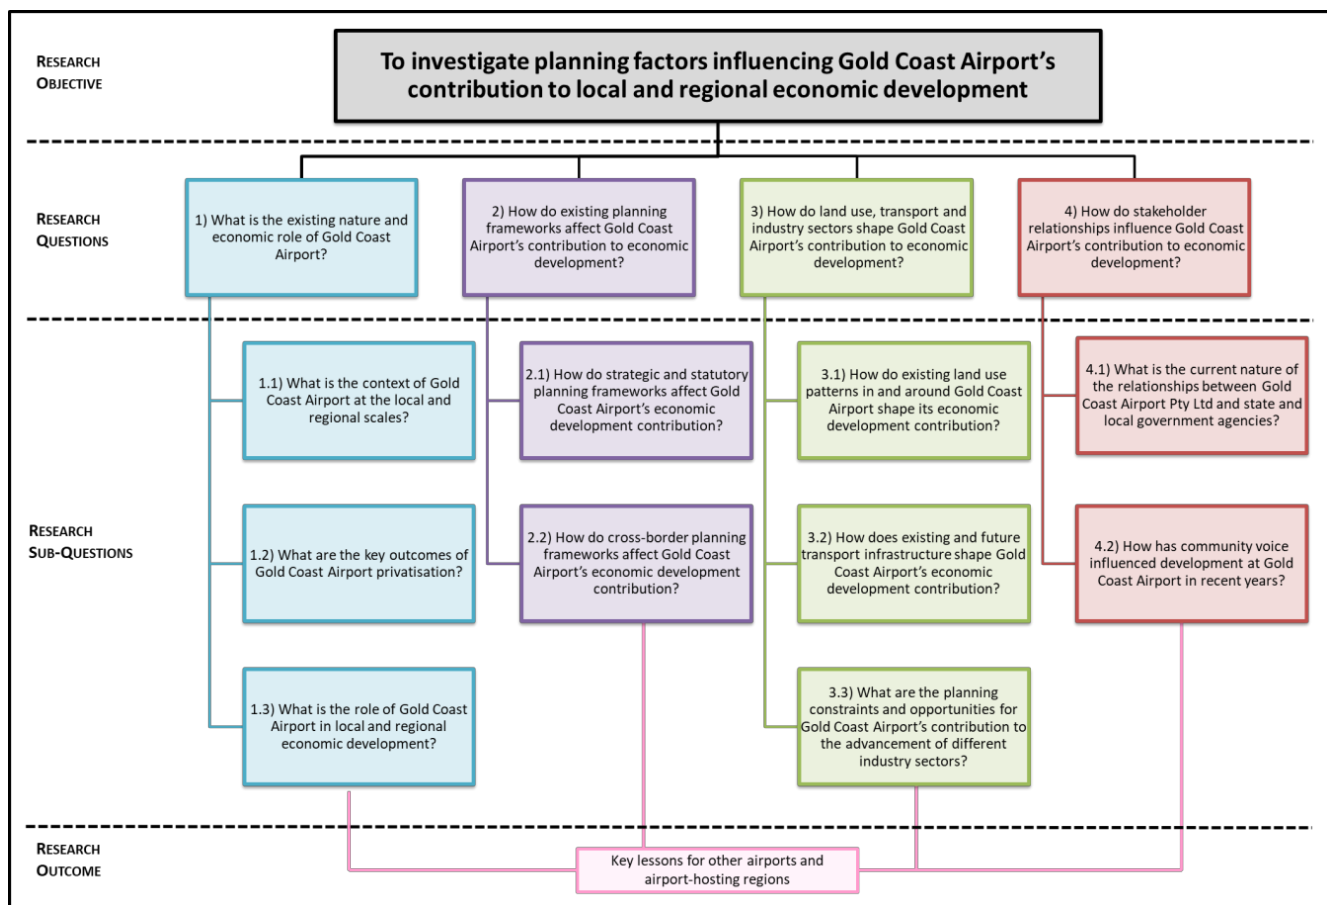 RESEARCH
OBJECTIVE
To investigate planning factors influencing Gold Coast Airport's
contribution to local and regional economic development
RESEARCH
QUESTIONS
1) What is the existing nature and
economic role of Gold Coast
Airport?
2) How do existing planning
frameworks affect Gold Coast
Airport's contribution to economic
development?
3) How do land use, transport and
industry sectors shape Gold Coast
Airport's contribution to economic
development?
4) How do stakeholder
relationships influence Gold Coast
Airport's contribution to economic
development?
RESEARCH
SUB-QUESTIONS
1.1) What is the context of Gold
Coast Airport at the local and
regional scales?
2.1) How do strategic and statutory
planning frameworks affect Gold
Coast Airport's economic
development contribution?
3.1) How do existing land use
patterns in and around Gold Coast
Airport shape its economic
development contribution?
4.1) What is the current nature of
the relationships between Gold
Coast Airport Pty Ltd and state and
local government agencies?
1.2) What are the key outcomes of
Gold Coast Airport privatisation?
2.2) How do cross-border planning
frameworks affect Gold Coast
Airport's economic development
contribution?
3.2) How does existing and future
transport infrastructure shape Gold
Coast Airport's economic
development contribution?
4.2) How has community voice
influenced development at Gold
Coast Airport in recent years?
1.3) What is the role of Gold Coast
Airport in local and regional
economic development?
3.3) What are the planning
constraints and opportunities for
Gold Coast Airport's contribution to
the advancement of different
industry sectors?
RESEARCH
OUTCOME
Key lessons for other airports and
airport-hosting regions